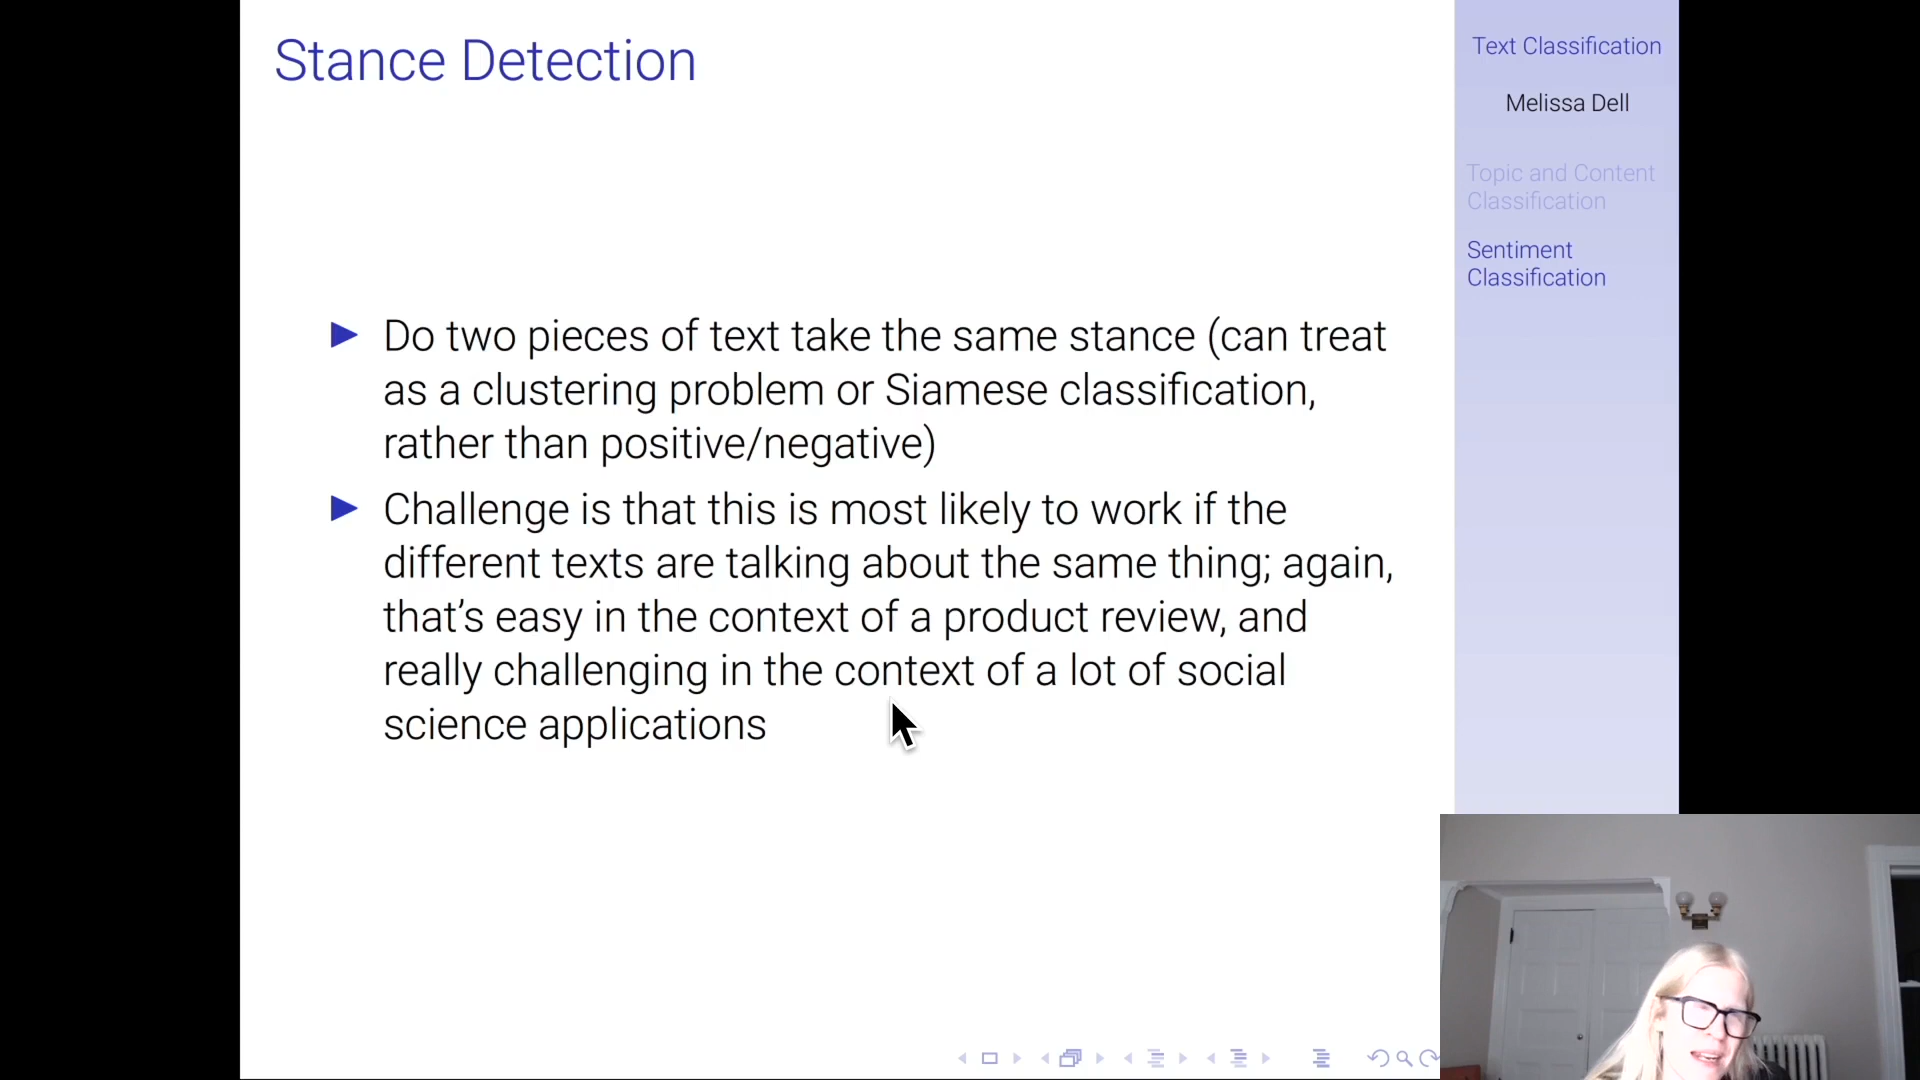 Stance Detection
Do two pieces of text take the same stance (can treat
as a clustering problem or Siamese classification,
rather than positive/negative)
Challenge is that this is most likely to work if the
different texts are talking about the same thing; again,
that’s easy in the context of a product review, and
really challenging in the context of a lot of social
science applications
Text Classification
Melissa Dell
Topic and Content
Classification
Sentiment
Classification